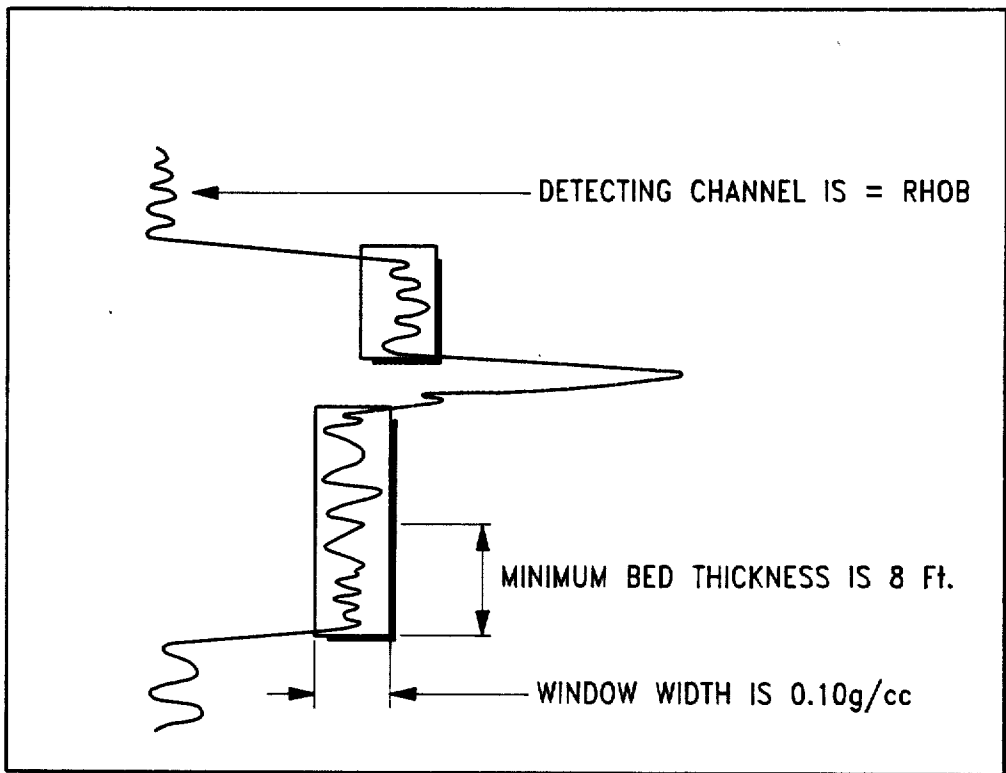 DETECTING CHANNEL IS = RHOB
MINIMUM BED THICKNESS IS 8 Ft.
WINDOW WIDTH IS 0.10g/cc